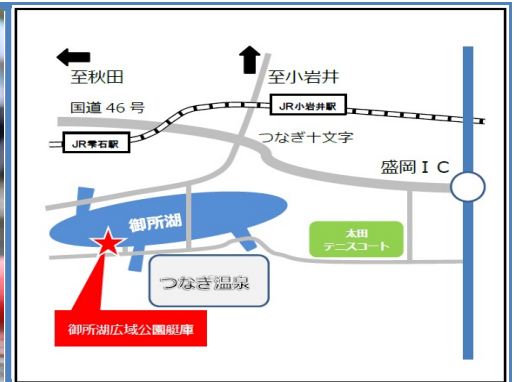 至秋田
至小岩井
国道 46 号
JR小岩井駅
JR雫石駅
つなぎ十文字
盛岡ＩＣ
御所湖
太田
テニスコート
つなぎ温泉
御所湖広域公園艇庫